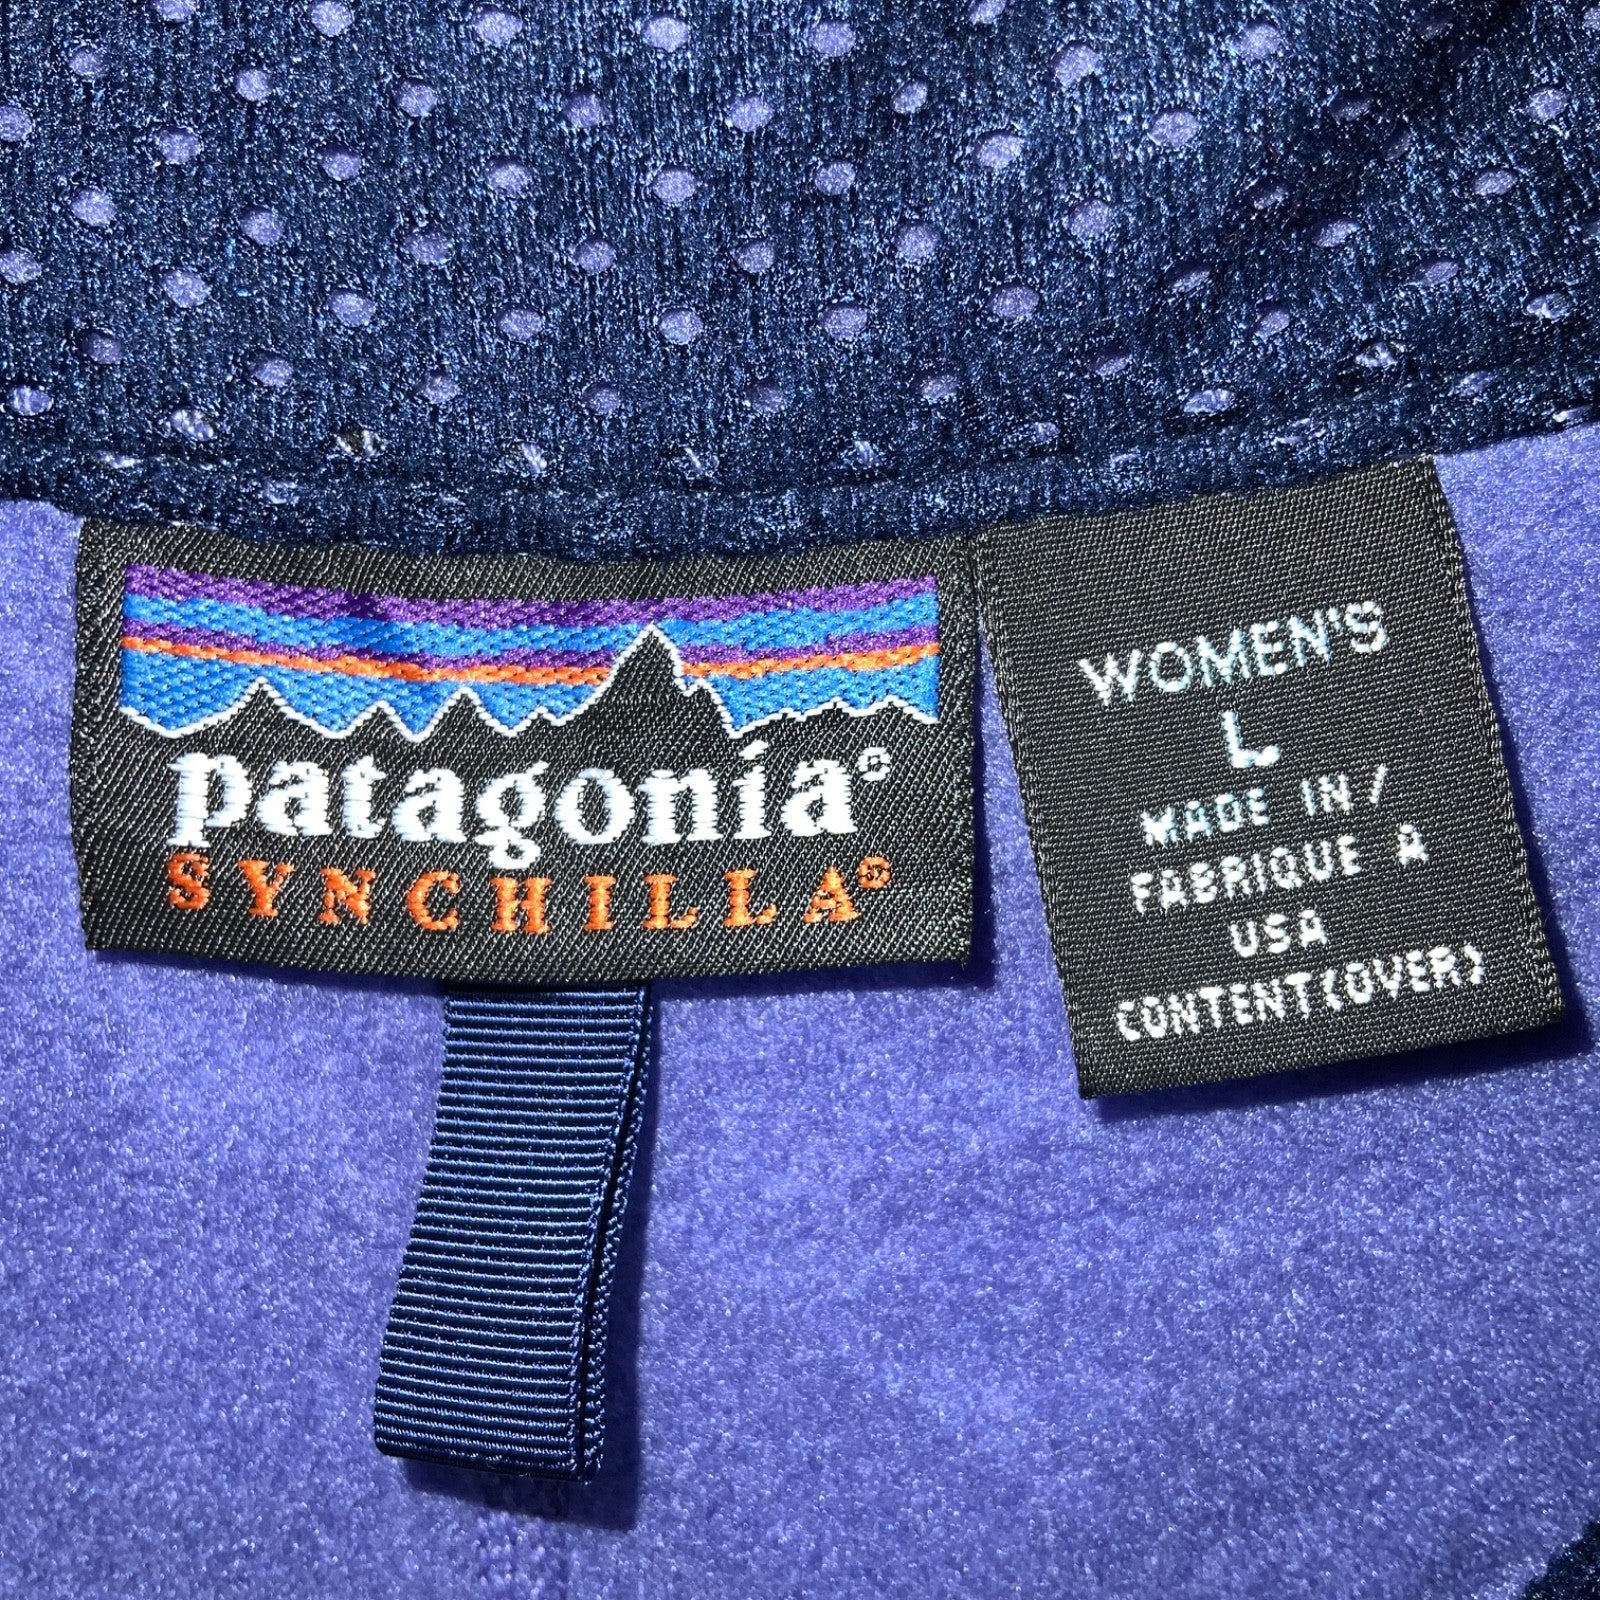 patagonia®
SYNCHILLA®
WOMEN'S
L
MADE IN/
FABRIQUE A
USA
CONTENT(OVER)